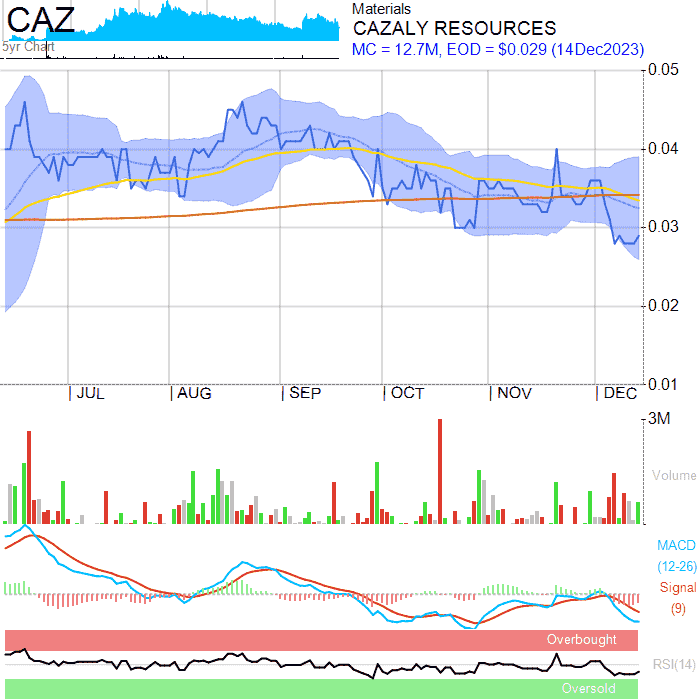 CAZ
5yr Chart
Materials
CAZALY RESOURCES
MC = 12.7M, EOD = $0.029 (14Dec2023)
0.05
0.04
0.03
0.02
0.01
JUL AUG SEP OCT NOV DEC
3M
Volume
MACD
(12-26)
Signal
(9)
Overbought
RSI(14)
Oversold